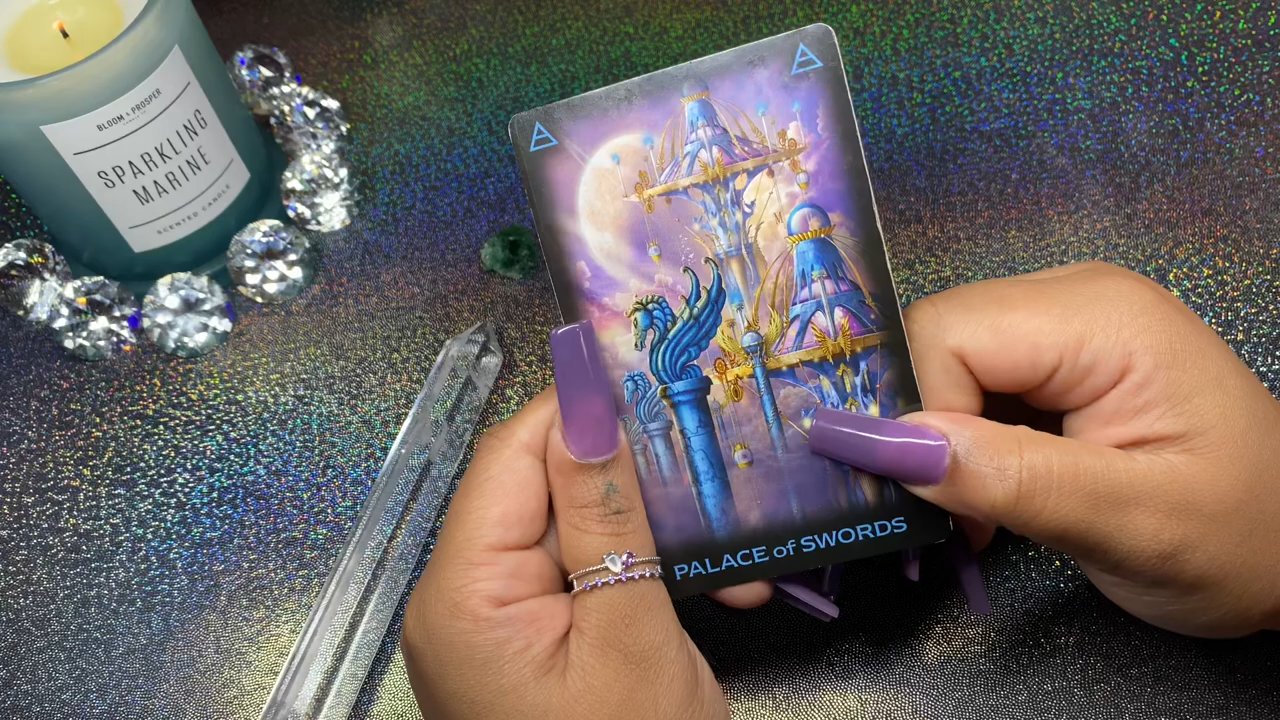 BLOOM & PROSPER
SPARKLING
MARINE
SCENTED CANDLE
PALACE of SWORDS